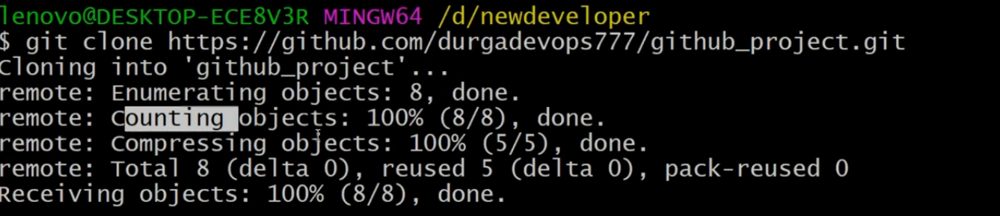 lenovo@DESKTOP-ECE8V3R MINGW64 /d/newdeveloper
$ git clone https://github.com/durgadevops777/github_project.git
Cloning into 'github_project'...
remote: Enumerating objects: 8, done.
remote: Counting objects: 100% (8/8), done.
remote: Compressing objects: 100% (5/5), done.
remote: Total 8 (delta 0), reused 5 (delta 0), pack-reused 0
Receiving objects: 100% (8/8), done.